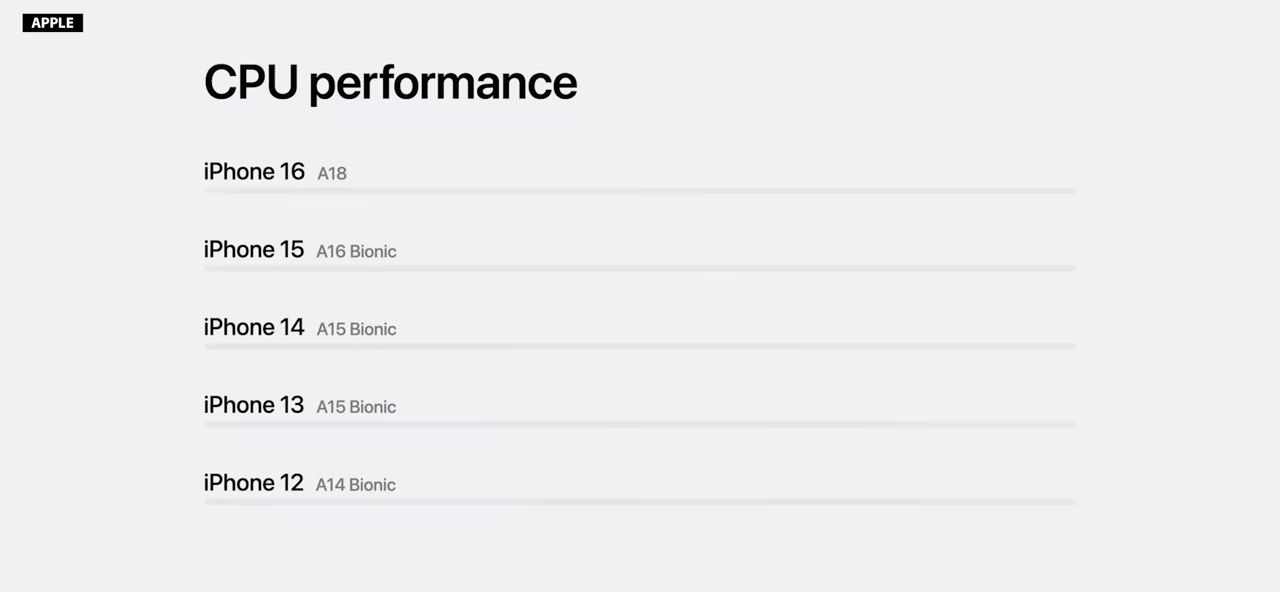 APPLE
CPU performance
iPhone 16 A18
iPhone 15 A16 Bionic
iPhone 14 A15 Bionic
iPhone 13 A15 Bionic
iPhone 12 A14 Bionic